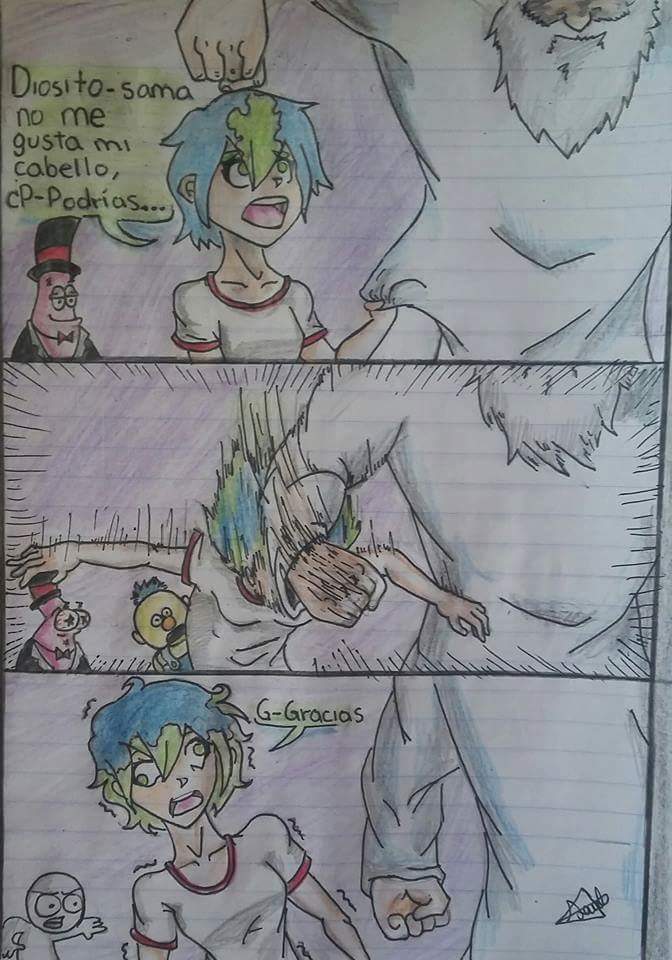 Diosito-sama
no me
gusta mi
cabello,
¿P-Podrías...
G-Gracias